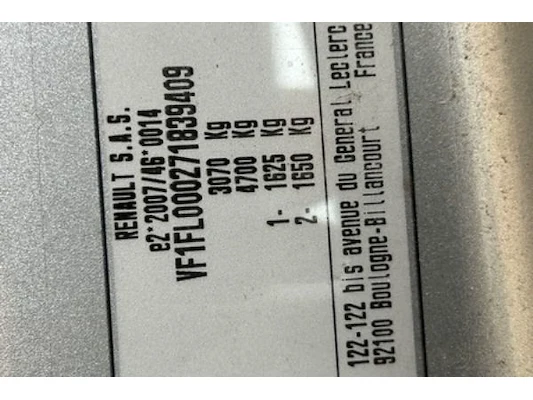 RENAULT S.A.S.
e2*2007/46*0014
VF1FL000271839409
3070 Kg
4700 Kg
1- 1625 Kg
2- 1650 Kg
122-122 bis avenue du General Leclerc
92100 Boulogne-Billancourt France